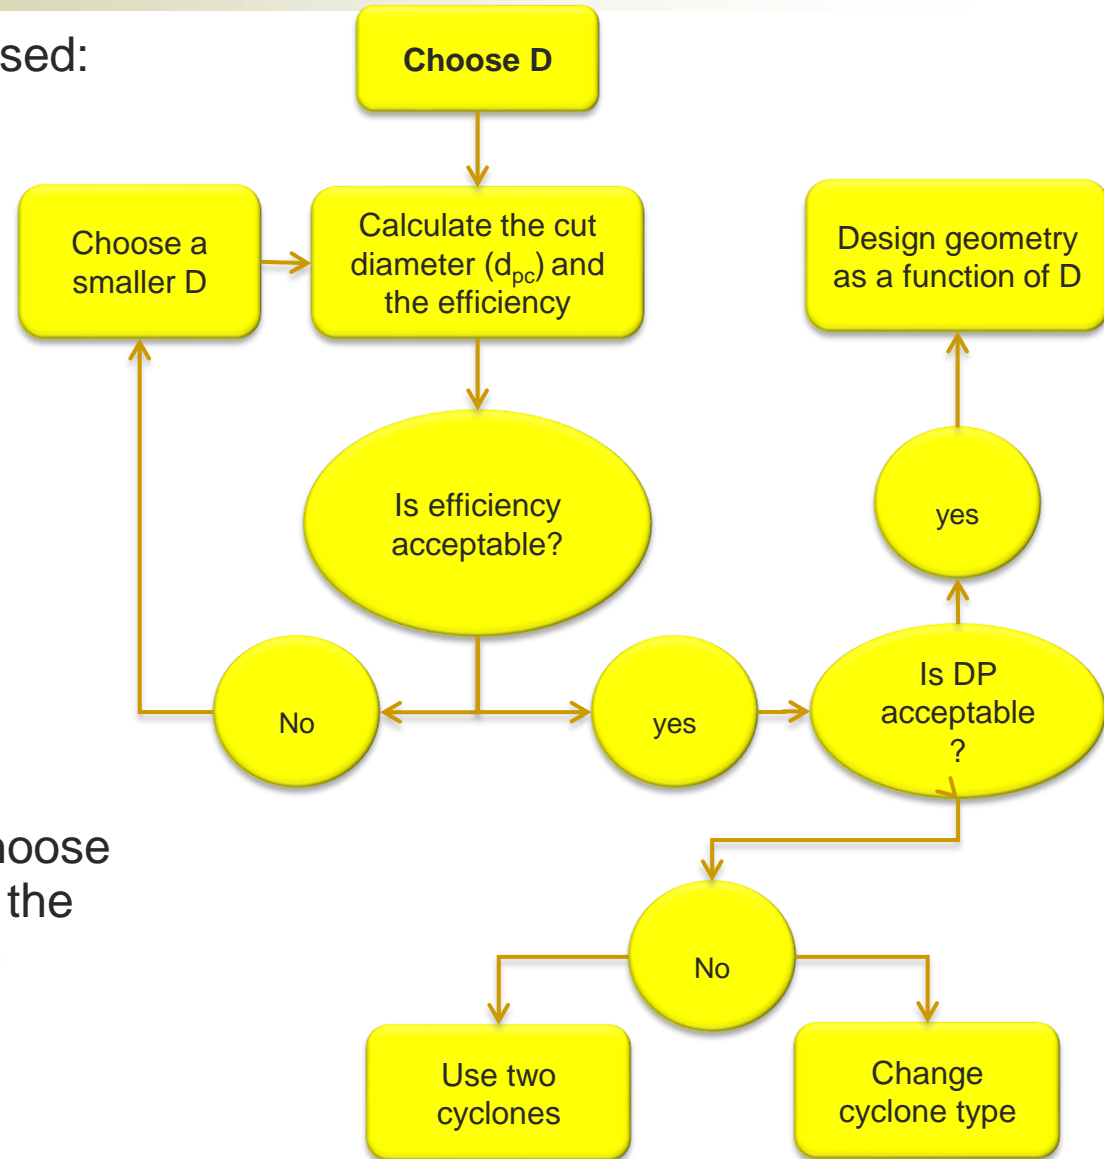 sed:
Choose D
Choose a
smaller D
Calculate the cut
diameter (dpc) and
the efficiency
Design geometry
as a function of D
Is efficiency
acceptable?
yes
No
yes
Is DP
acceptable
?
hoose
the
No
Use two
cyclones
Change
cyclone type